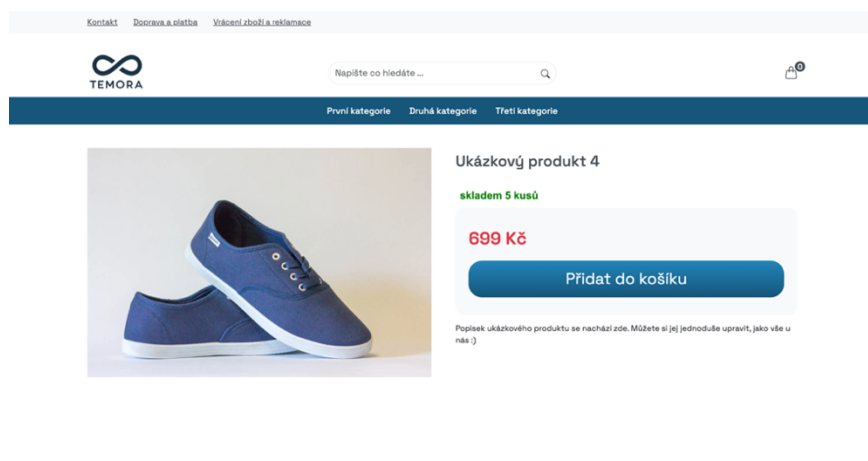 Kontakt Doprava a platba Vrácení zboží a reklamace
TEMORA
Napište co hledáte ...
0
První kategorie Druhá kategorie Třetí kategorie
Ukázkový produkt 4
skladem 5 kusů
699 Kč
Přidat do košíku
Popisek ukázkového produktu se nachází zde. Můžete si jej jednoduše upravit, jako vše u
nás :)